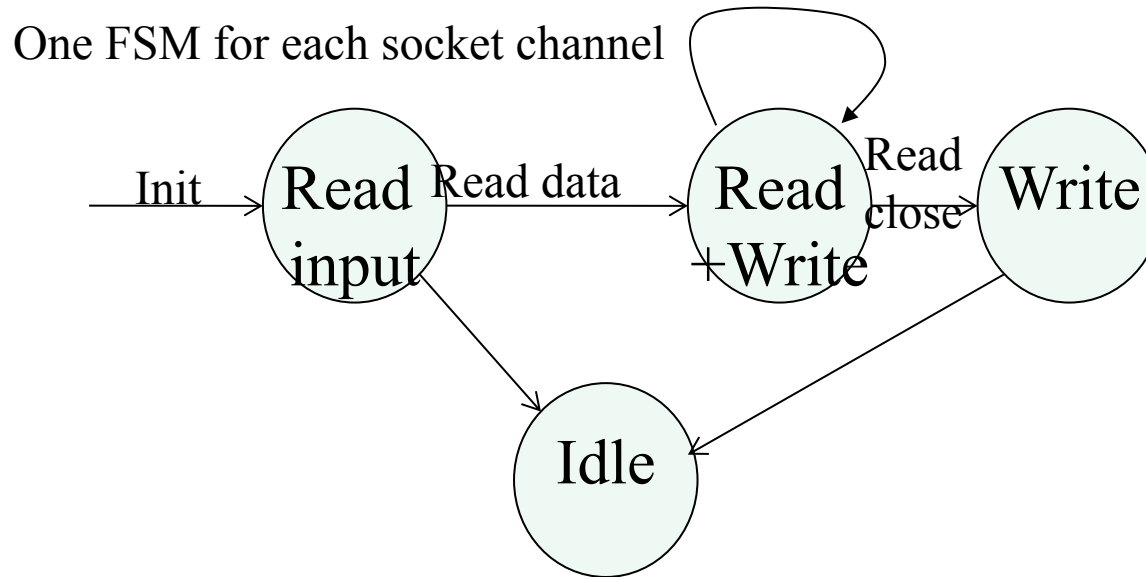 One FSM for each socket channel
Init
Read
input
Read data
Read
+Write
Read
close
Write
Idle